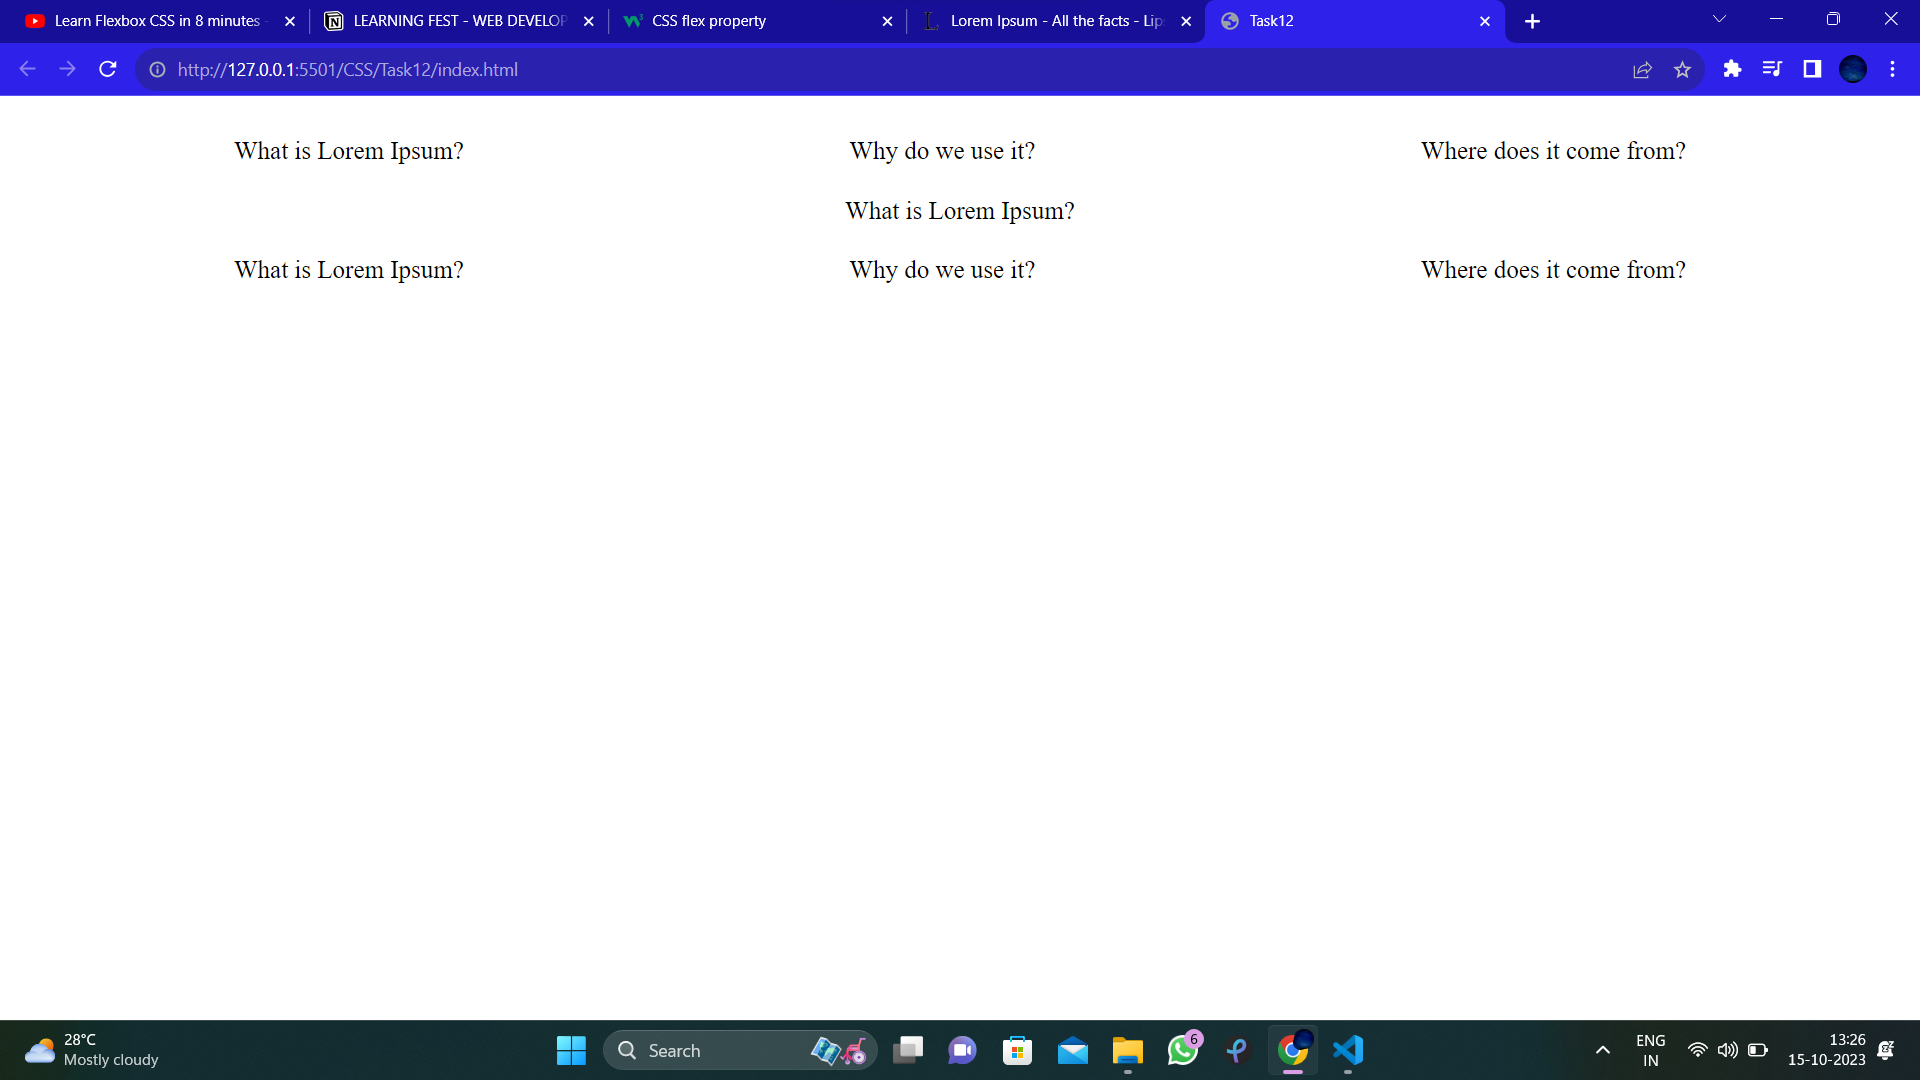 Learn Flexbox CSS in 8 minutes -
LEARNING FEST - WEB DEVELOP
CSS flex property
Lorem Ipsum - All the facts - Lip
Task12
http://127.0.0.1:5501/CSS/Task12/index.html
What is Lorem Ipsum? Why do we use it? Where does it come from?
What is Lorem Ipsum?
What is Lorem Ipsum? Why do we use it? Where does it come from?
28°C
Mostly cloudy
Search
6
ENG
IN
13:26
15-10-2023